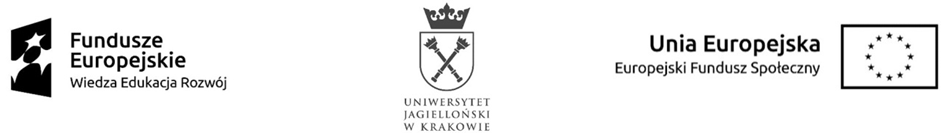 Fundusze
Europejskie
Wiedza Edukacja Rozwój
UNIWERSYTET
JAGIELLOŃSKI
W KRAKOWIE
Unia Europejska
Europejski Fundusz Społeczny